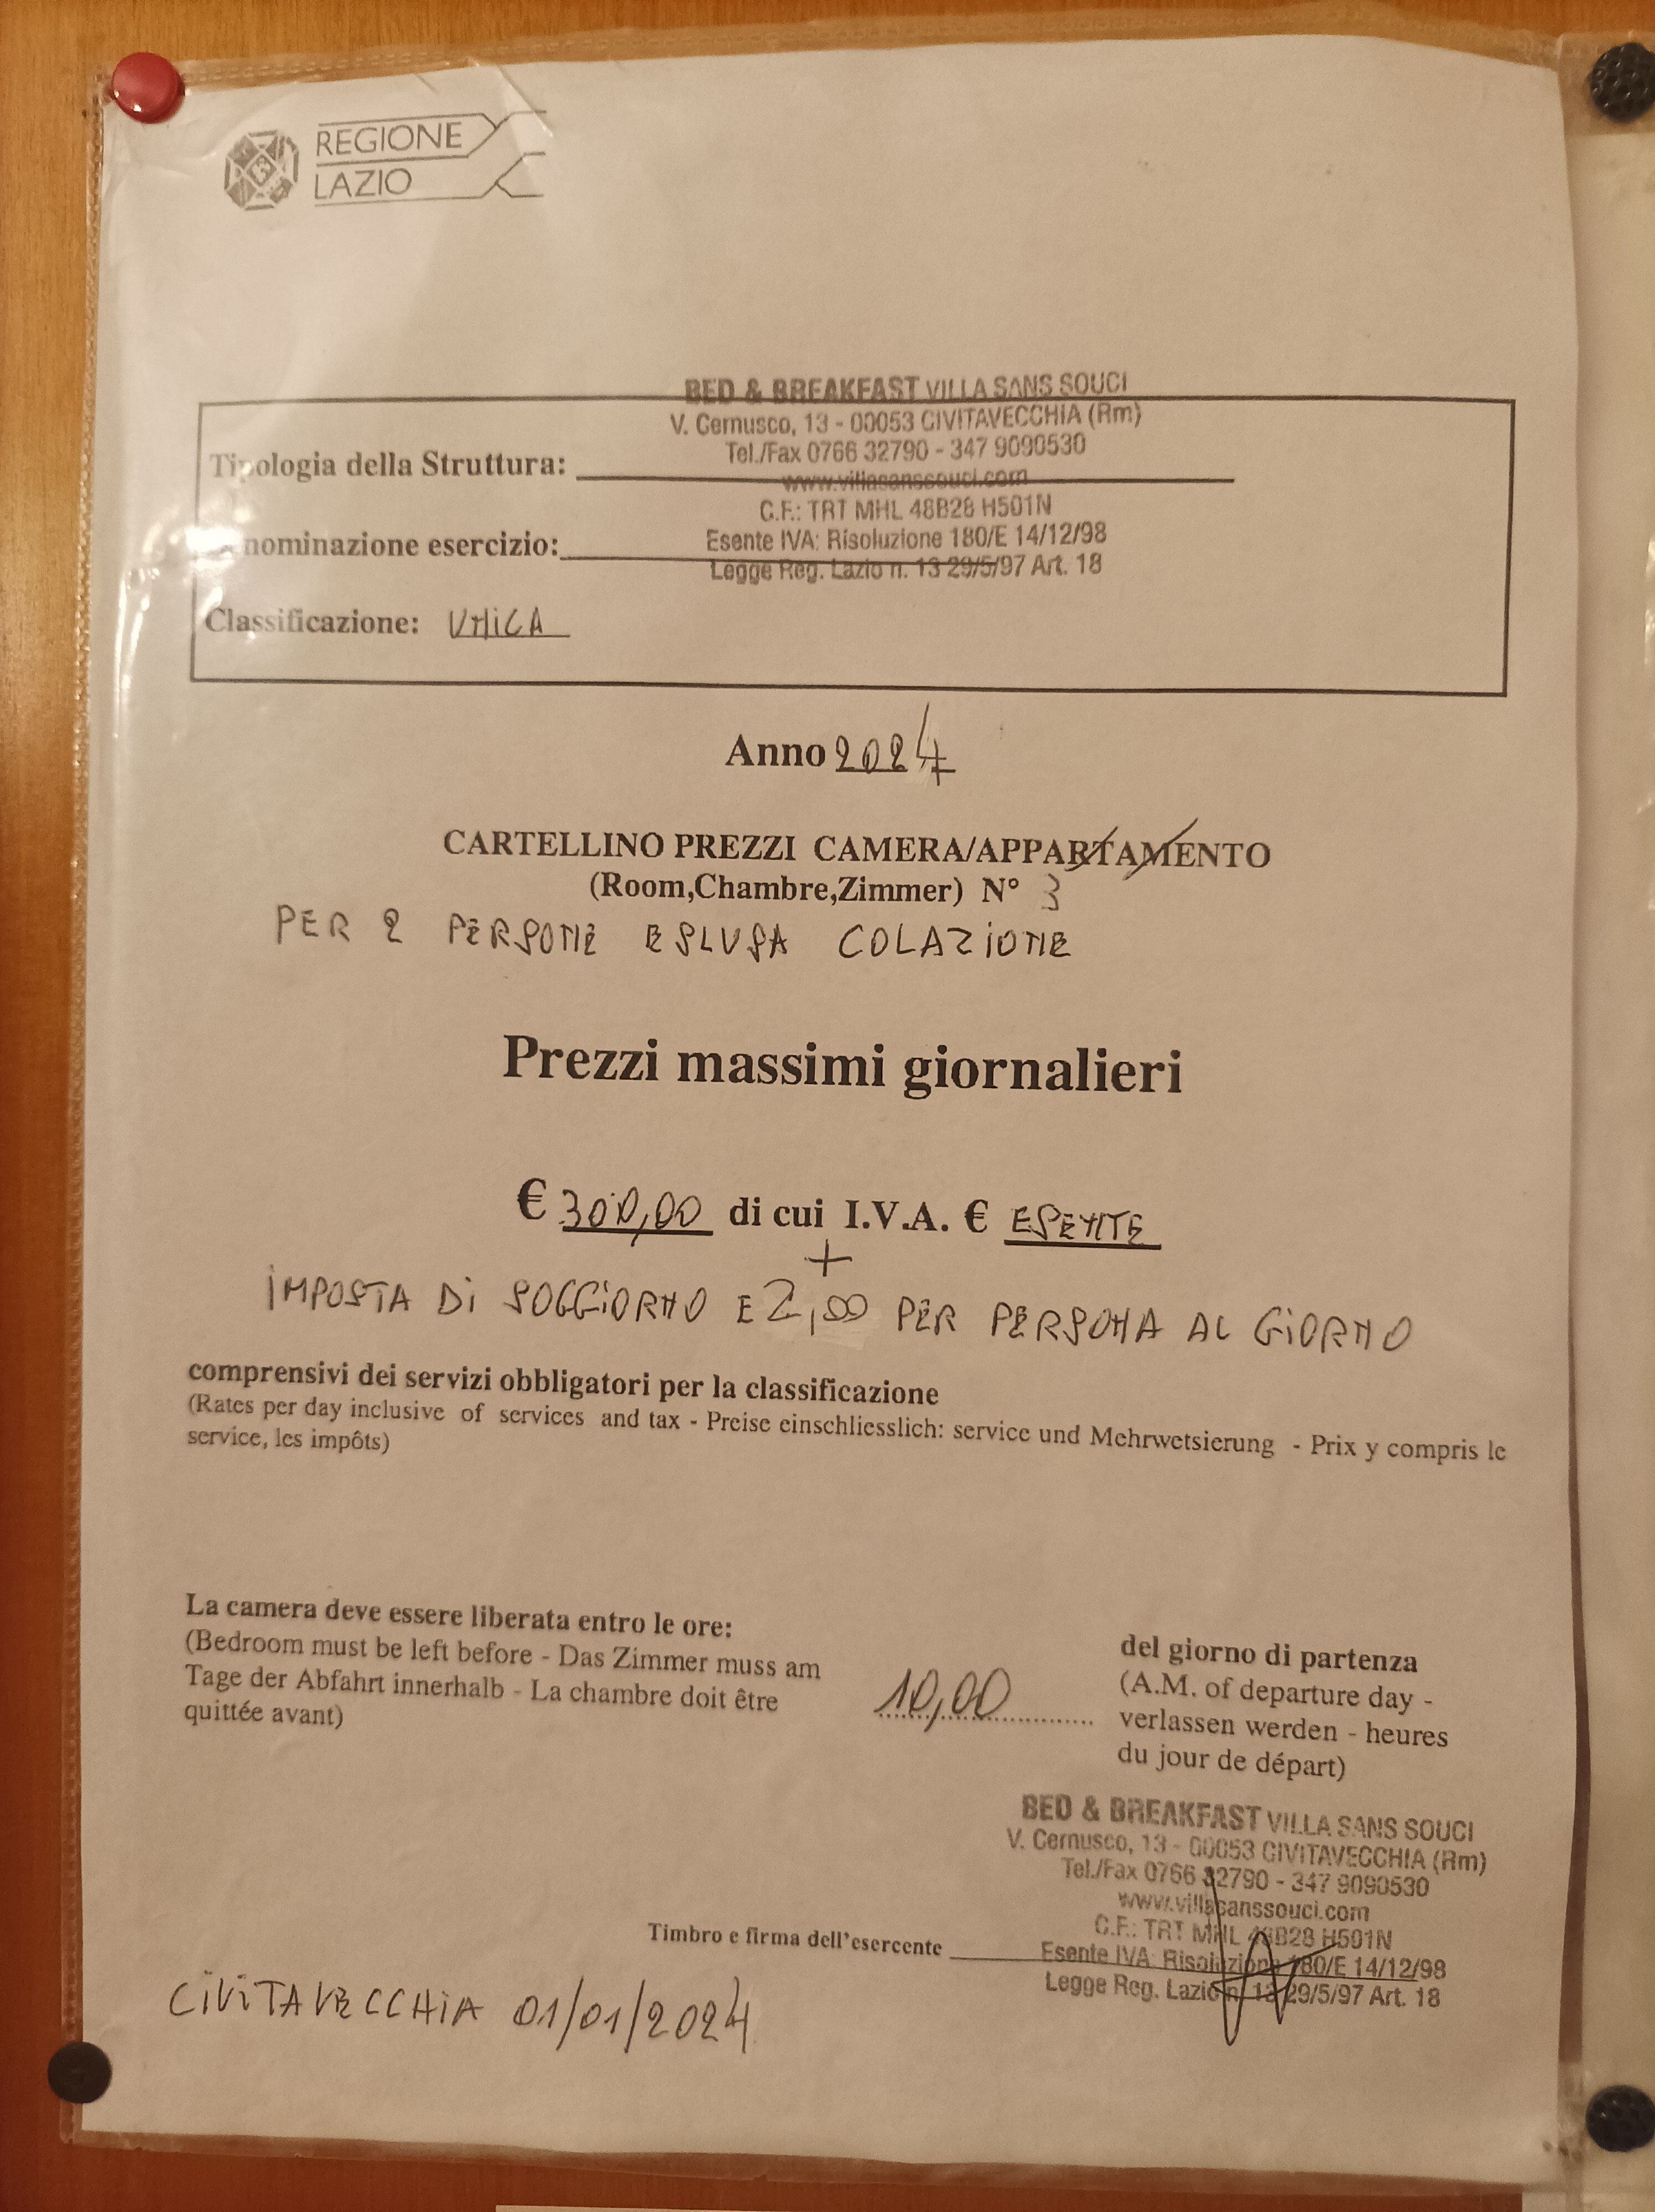 REGIONE
LAZIO
BED & BREAKFAST VILLA SANS SOUCI
V. Cernusco, 13 - 00053 CIVITAVECCHIA (Rm)
Tel./Fax 0766 32790 - 347 9090530
Tipologia della Struttura:
www.villasanssouci.com
C.F.: TRT MHL 48B28 H501N
Esente IVA: Risoluzione 180/E 14/12/98
nominazione esercizio:
Legge Reg. Lazio n. 13 29/5/97 Art. 18
Classificazione: UNICA
Anno 2024
CARTELLINO PREZZI CAMERA/APPARTAMENTO
(Room,Chambre,Zimmer) N° 3
PER 2 PERSONE ESLUSA COLAZIONE
Prezzi massimi giornalieri
€ 300,00 di cui I.V.A. € ESENTE
+
IMPOSTA DI SOGGIORNO E 2,00 PER PERSONA AL GIORNO
comprensivi dei servizi obbligatori per la classificazione
(Rates per day inclusive of services and tax - Preise einschliesslich: service und Mehrwetsierung - Prix y compris le
service, les impôts)
La camera deve essere liberata entro le ore:
(Bedroom must be left before - Das Zimmer muss am
Tage der Abfahrt innerhalb - La chambre doit être
quittée avant)
10,00
del giorno di partenza
(A.M. of departure day -
verlassen werden - heures
du jour de départ)
BED & BREAKFAST VILLA SANS SOUCI
V. Cernusco, 13 - 00053 CIVITAVECCHIA (Rm)
Tel./Fax 0766 32790 - 347 9090530
www.villasanssouci.com
C.F.: TRT MHL 48B28 H501N
Timbro e firma dell'esercente
Esente IVA: Risoluzione 180/E 14/12/98
Legge Reg. Lazio n. 13 29/5/97 Art. 18
CIVITAVECCHIA 01/01/2024